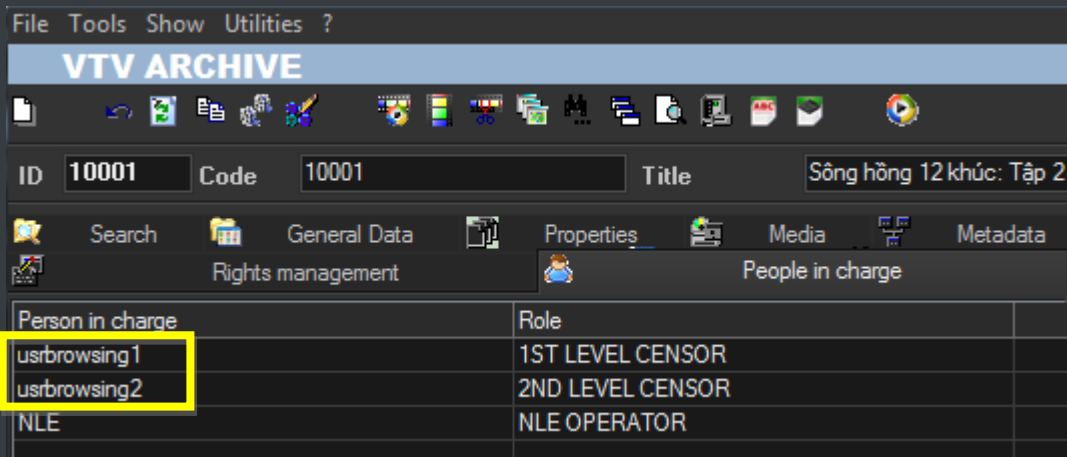 File Tools Show Utilities ?
VTV ARCHIVE
ID 10001 Code 10001 Title Sông hồng 12 khúc: Tập 2
Search General Data Properties Media Metadata
Rights management People in charge
Person in charge Role
usrbrowsing1 1ST LEVEL CENSOR
usrbrowsing2 2ND LEVEL CENSOR
NLE NLE OPERATOR